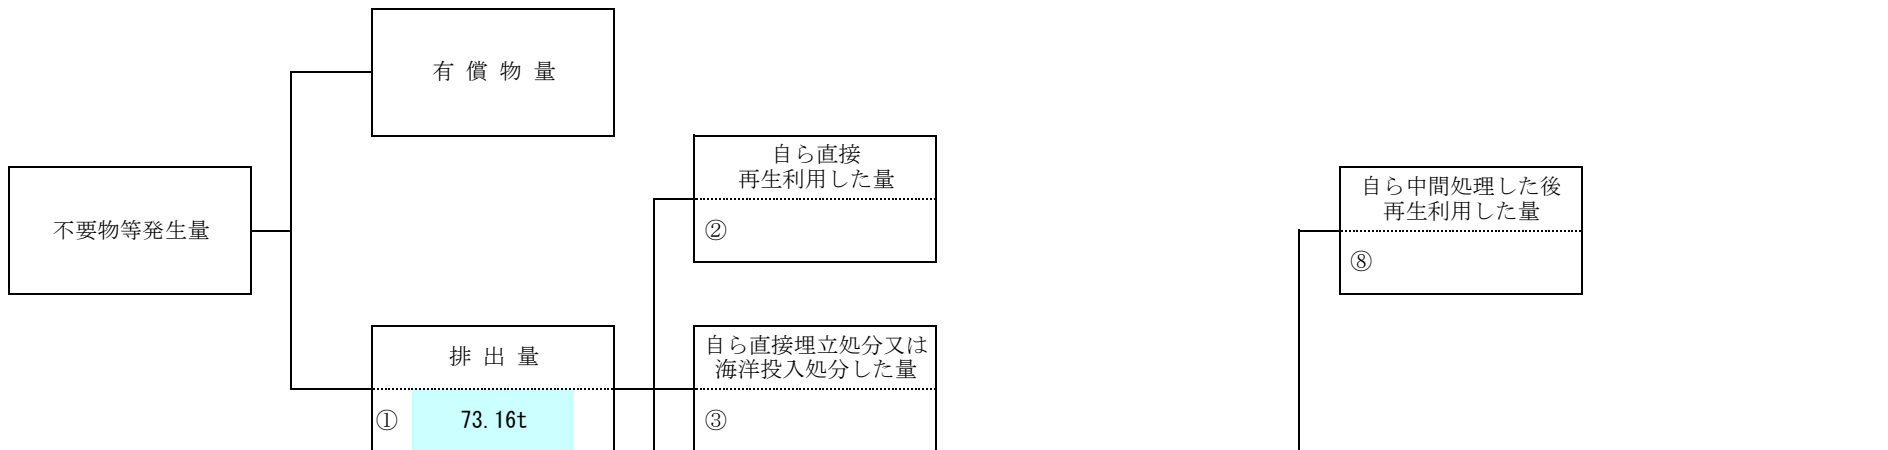 有 償 物 量
自ら直接
再生利用した量
②
自ら中間処理した後
再生利用した量
⑧
不要物等発生量
排 出 量
① 73.16t
自ら直接埋立処分又は
海洋投入処分した量
③